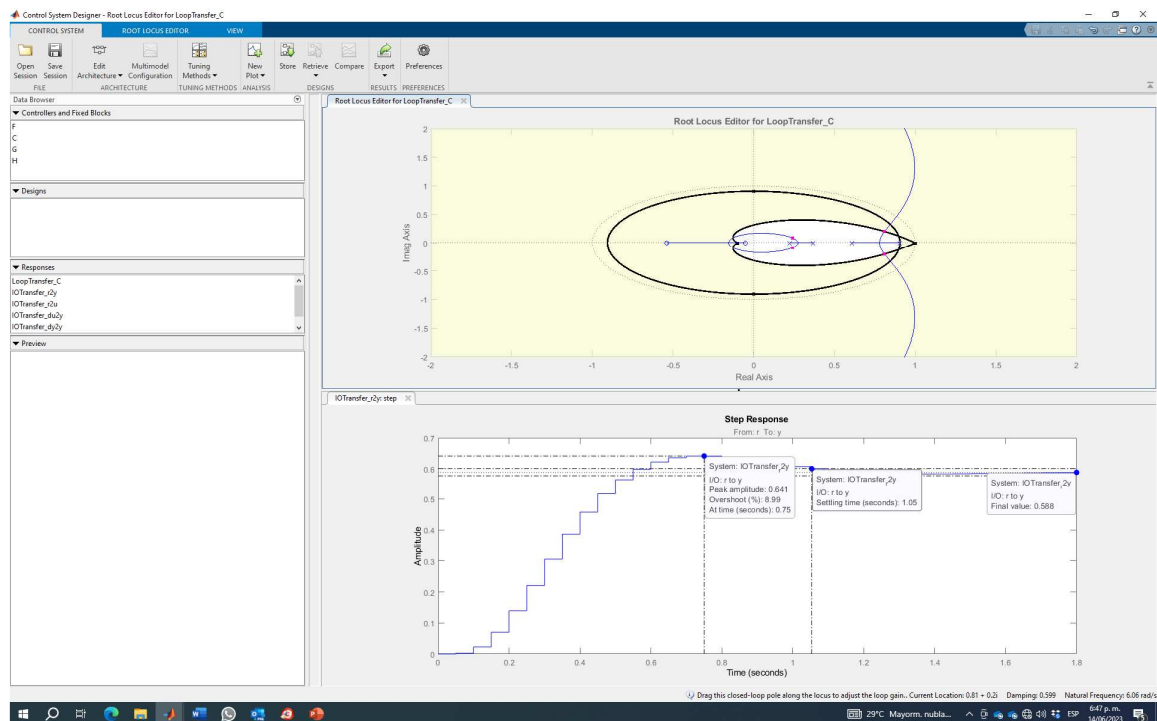 Control System Designer - Root Locus Editor for LoopTransfer_C
CONTROL SYSTEM ROOT LOCUS EDITOR VIEW
Open Session
Save Session
Edit Architecture
Multimodel Configuration
Tuning Methods
New Plot
Store
Retrieve
Compare
Export
Preferences
FILE ARCHITECTURE TUNING METHODS ANALYSIS DESIGNS RESULTS PREFERENCES
Data Browser
Controllers and Fixed Blocks
F
C
G
H
Designs
Responses
LoopTransfer_C
IOTransfer_r2y
IOTransfer_r2u
IOTransfer_du2y
IOTransfer_dy2y
Preview
Root Locus Editor for LoopTransfer_C
Root Locus Editor for LoopTransfer_C
2
1.5
1
0.5
0
-0.5
-1
-1.5
-2
Imag Axis
-2 -1.5 -1 -0.5 0 0.5 1 1.5 2
Real Axis
IOTransfer_r2y: step
Step Response
From: r To: y
0.7
0.6
0.5
0.4
0.3
0.2
0.1
0
Amplitude
System: IOTransfer_r2y
I/O: r to y
Peak amplitude: 0.641
Overshoot (%): 8.99
At time (seconds): 0.75
System: IOTransfer_r2y
I/O: r to y
Settling time (seconds): 1.05
System: IOTransfer_r2y
I/O: r to y
Final value: 0.588
0 0.2 0.4 0.6 0.8 1 1.2 1.4 1.6 1.8
Time (seconds)
Drag this closed-loop pole along the locus to adjust the loop gain.. Current Location: 0.81 + 0.2i Damping: 0.599 Natural Frequency: 6.06 rad/s
29°C Mayorm. nubla... ESP 6:47 p. m.
14/06/2023